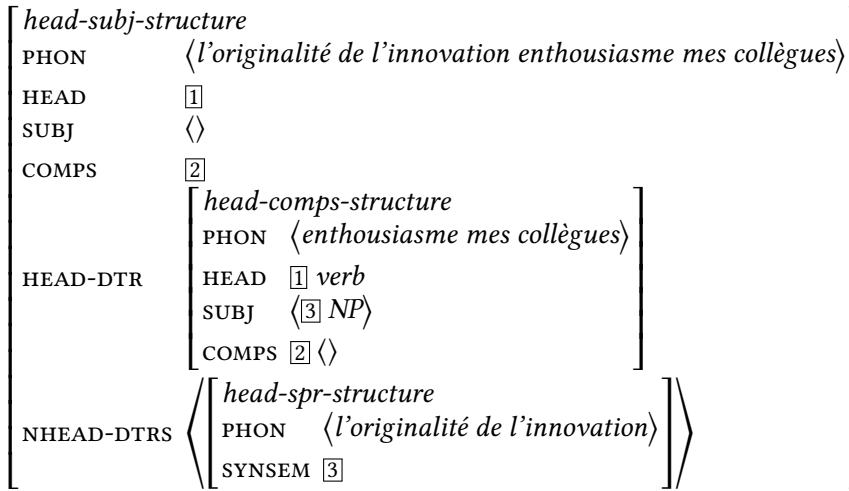 head-subj-structure
PHON ⟨l’originalité de l’innovation enthousiasme mes collègues⟩
HEAD 1
SUBJ ⟨⟩
COMPS 2
head-comps-structure
PHON ⟨enthousiasme mes collègues⟩
HEAD-DTR HEAD 1 verb
SUBJ ⟨3 NP⟩
COMPS 2 ⟨⟩
head-spr-structure
NHEAD-DTRS ⟨PHON ⟨l’originalité de l’innovation⟩⟩
SYNSEM 3